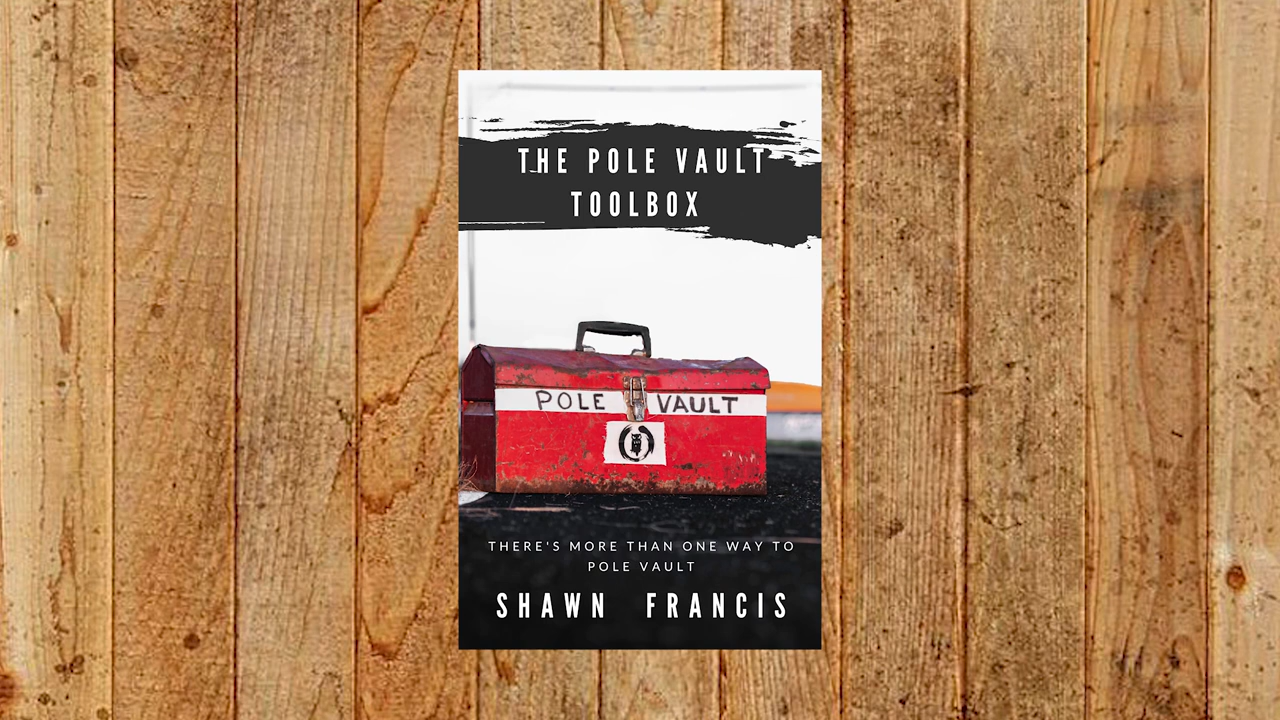 THE POLE VAULT
TOOLBOX
POLE VAULT
THERE'S MORE THAN ONE WAY TO
POLE VAULT
SHAWN FRANCIS